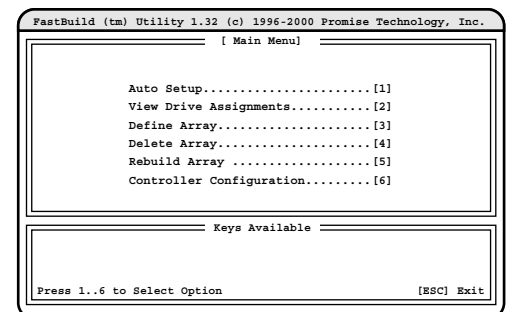 FastBuild (tm) Utility 1.32 (c) 1996-2000 Promise Technology, Inc.
[ Main Menu]
Auto Setup......................[1]
View Drive Assignments...........[2]
Define Array....................[3]
Delete Array....................[4]
Rebuild Array ..................[5]
Controller Configuration.........[6]
Keys Available
Press 1..6 to Select Option [ESC] Exit